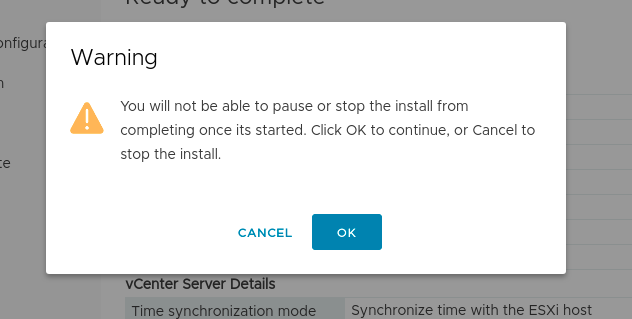 Ready to complete
onfigura
n
te
Warning
You will not be able to pause or stop the install from
completing once its started. Click OK to continue, or Cancel to
stop the install.
CANCEL
OK
vCenter Server Details
Time synchronization mode
Synchronize time with the ESXi host